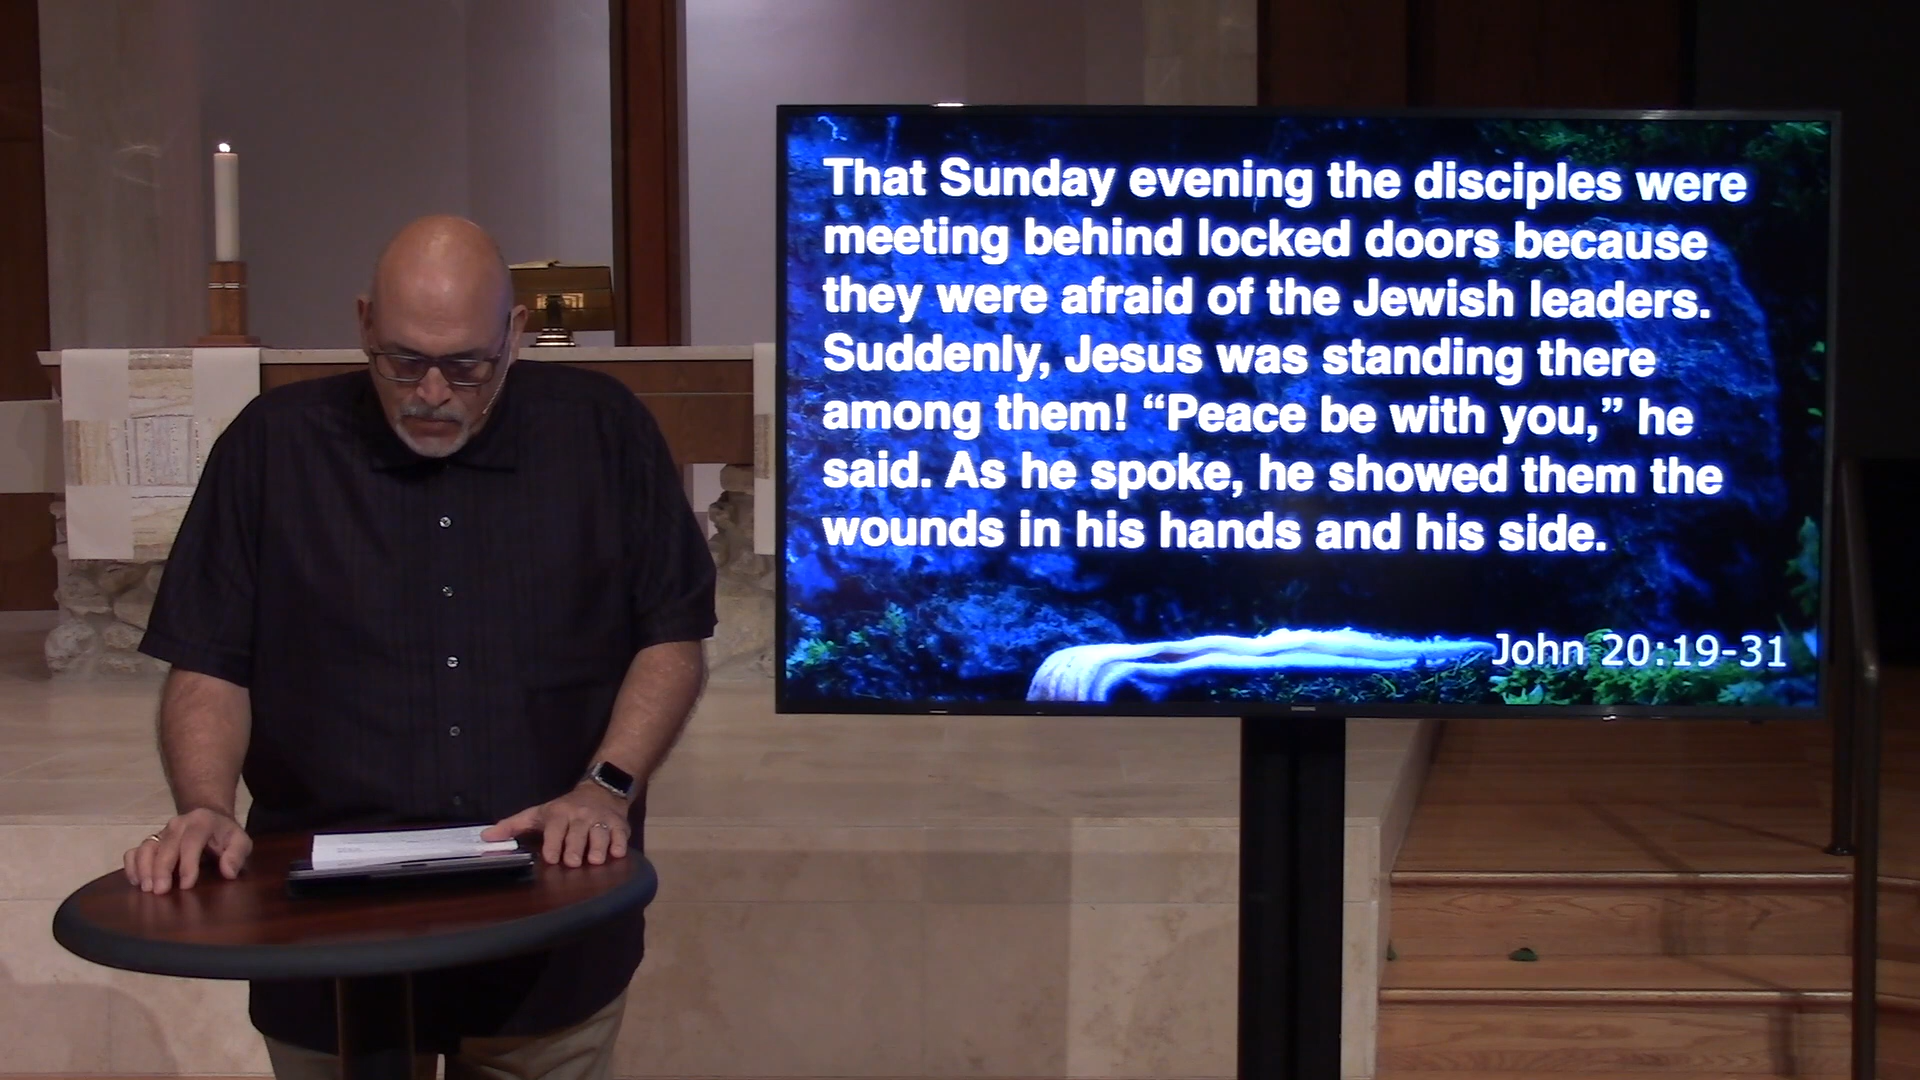 That Sunday evening the disciples were
meeting behind locked doors because
they were afraid of the Jewish leaders.
Suddenly, Jesus was standing there
among them! “Peace be with you,” he
said. As he spoke, he showed them the
wounds in his hands and his side.
John 20:19-31